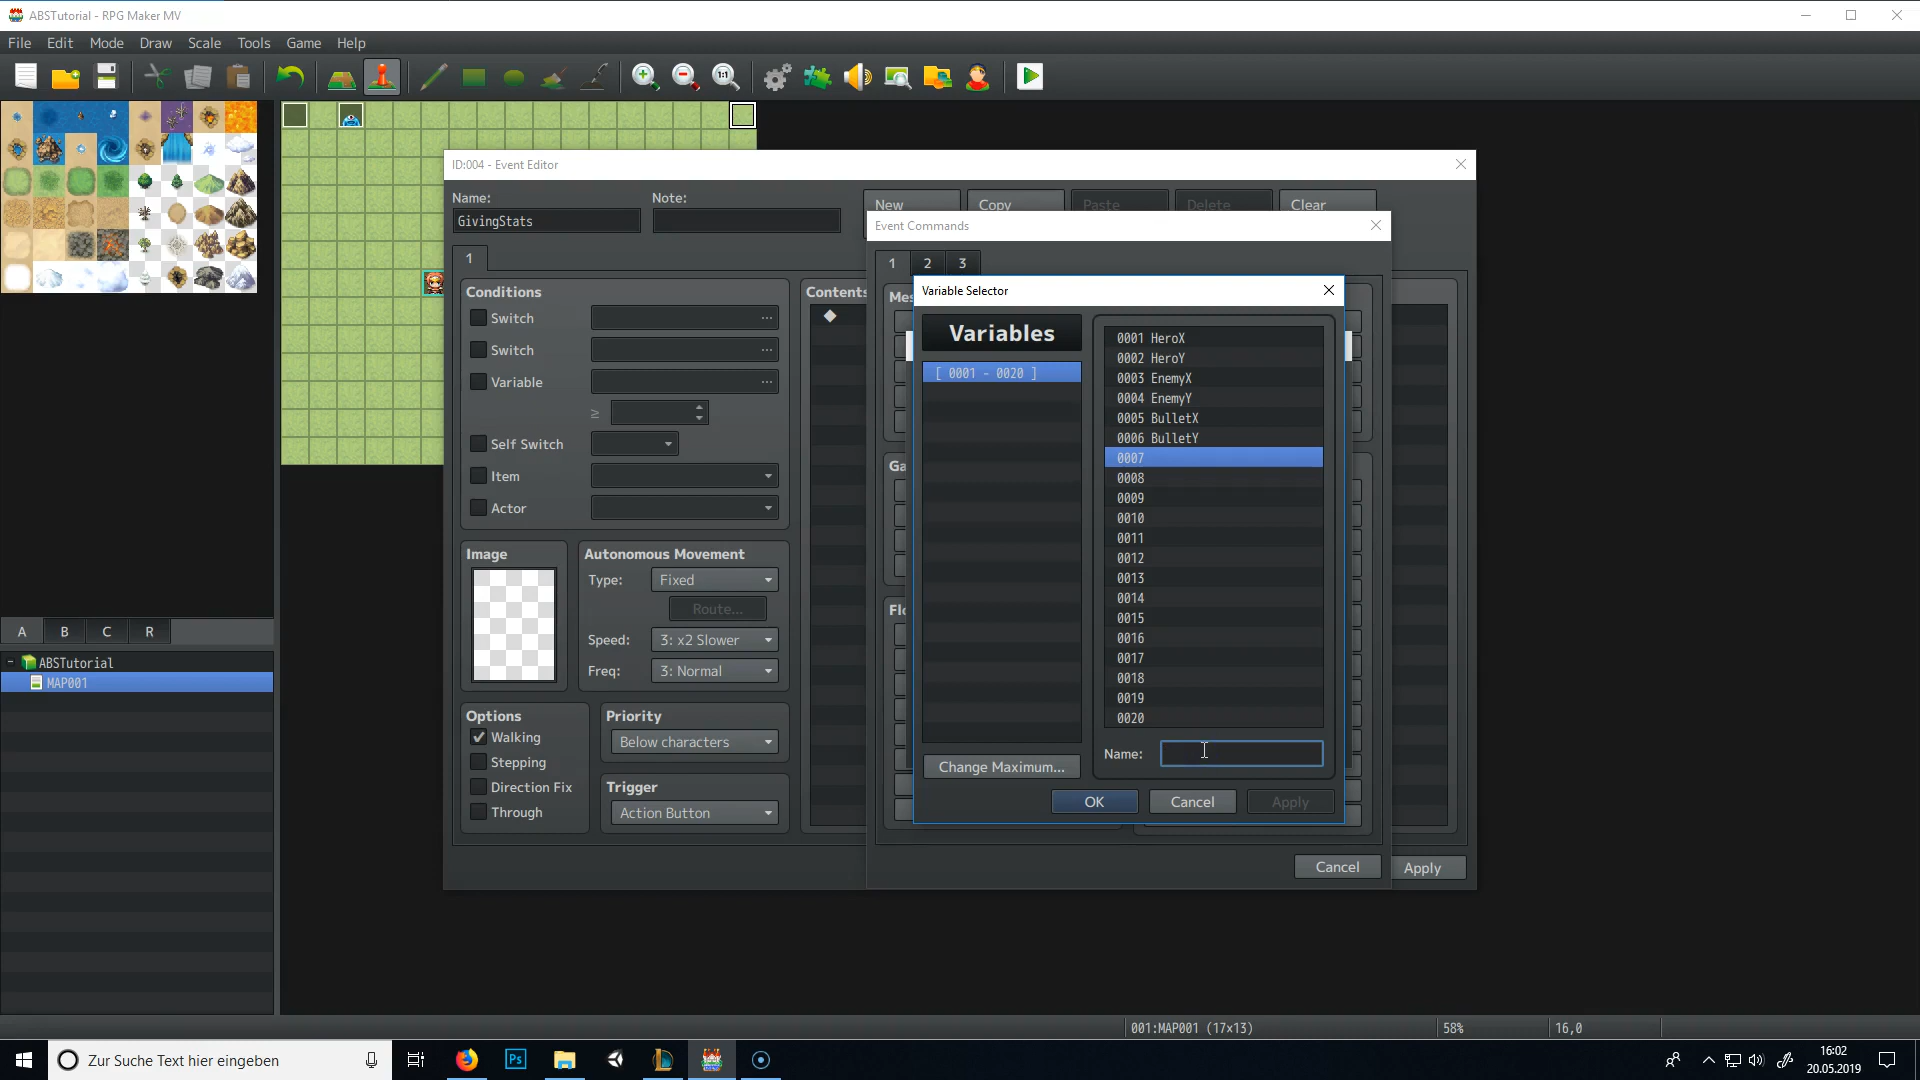 ABSTutorial - RPG Maker MV
File Edit Mode Draw Scale Tools Game Help
1:1
ID:004 - Event Editor
Name: Note:
GivingStats
New Copy Paste Delete Clear
Event Commands
1
1 2 3
Conditions
Switch ...
Switch ...
Variable ...
≥
Self Switch
Item
Actor
Contents
Variable Selector
Variables
[ 0001 - 0020 ]
0001 HeroX
0002 HeroY
0003 EnemyX
0004 EnemyY
0005 BulletX
0006 BulletY
0007
0008
0009
0010
0011
0012
0013
0014
0015
0016
0017
0018
0019
0020
Name:
Change Maximum...
OK Cancel Apply
Image
Autonomous Movement
Type: Fixed
Route...
Speed: 3: x2 Slower
Freq: 3: Normal
Options
Walking
Stepping
Direction Fix
Through
Priority
Below characters
Trigger
Action Button
Cancel Apply
A B C R
ABSTutorial
MAP001
001:MAP001 (17x13) 58% 16,0
Zur Suche Text hier eingeben
Ps
16:02
20.05.2019